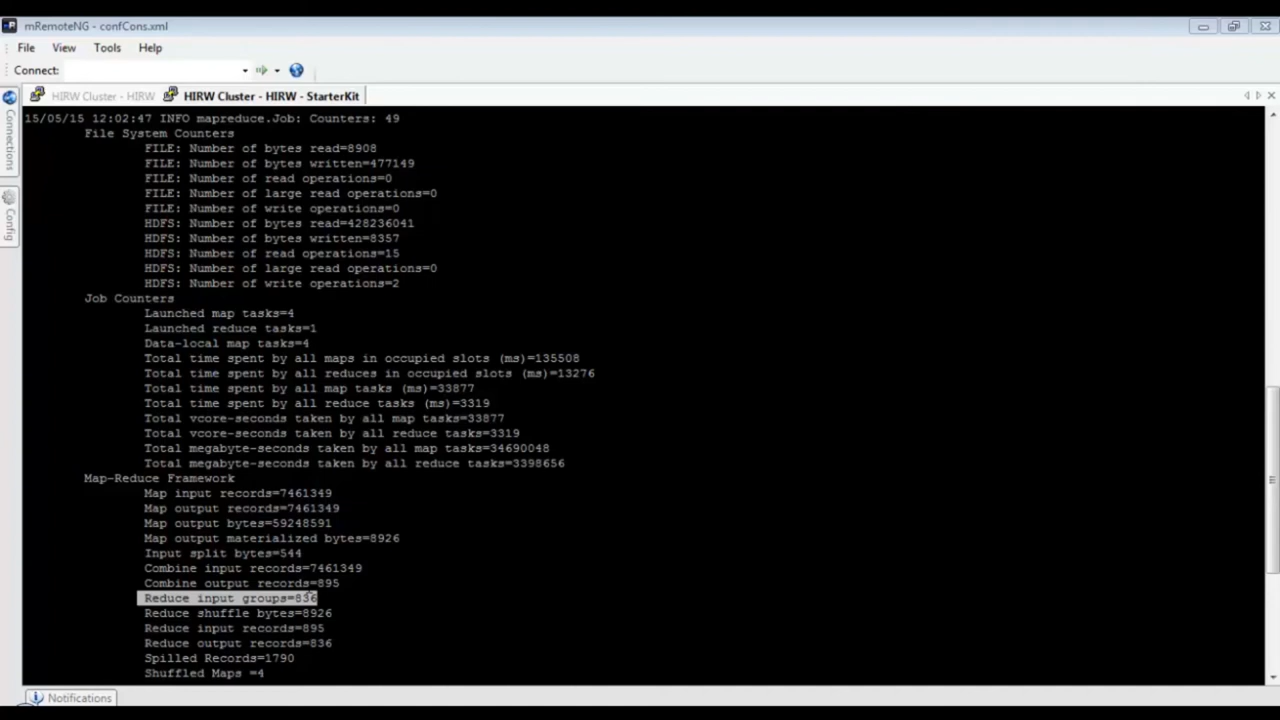 mRemoteNG - confCons.xml
File View Tools Help
Connect:
HIRW Cluster - HIRW HIRW Cluster - HIRW - StarterKit
Connections
Config
15/05/15 12:02:47 INFO mapreduce.Job: Counters: 49
File System Counters
FILE: Number of bytes read=8908
FILE: Number of bytes written=477149
FILE: Number of read operations=0
FILE: Number of large read operations=0
FILE: Number of write operations=0
HDFS: Number of bytes read=428236041
HDFS: Number of bytes written=8357
HDFS: Number of read operations=15
HDFS: Number of large read operations=0
HDFS: Number of write operations=2
Job Counters
Launched map tasks=4
Launched reduce tasks=1
Data-local map tasks=4
Total time spent by all maps in occupied slots (ms)=135508
Total time spent by all reduces in occupied slots (ms)=13276
Total time spent by all map tasks (ms)=33877
Total time spent by all reduce tasks (ms)=3319
Total vcore-seconds taken by all map tasks=33877
Total vcore-seconds taken by all reduce tasks=3319
Total megabyte-seconds taken by all map tasks=34690048
Total megabyte-seconds taken by all reduce tasks=3398656
Map-Reduce Framework
Map input records=7461349
Map output records=7461349
Map output bytes=59248591
Map output materialized bytes=8926
Input split bytes=544
Combine input records=7461349
Combine output records=895
Reduce input groups=836
Reduce shuffle bytes=8926
Reduce input records=895
Reduce output records=836
Spilled Records=1790
Shuffled Maps =4
Notifications